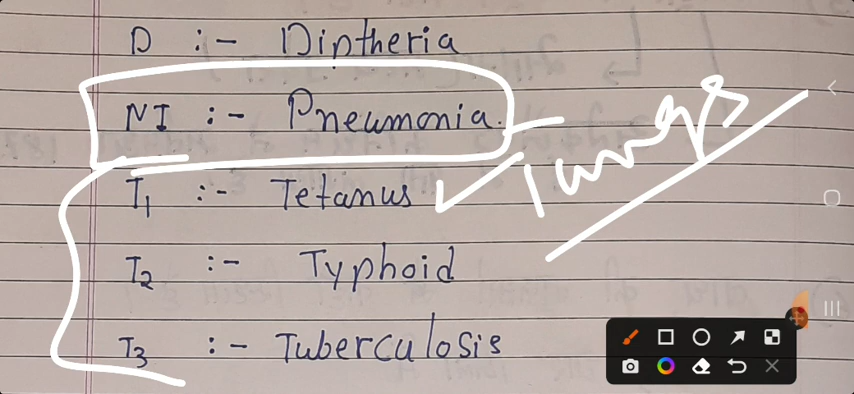 D :- Diptheria
NI :- Pneumonia.
Lungs
T1 :- Tetanus
T2 :- Typhoid
T3 :- Tuberculosis